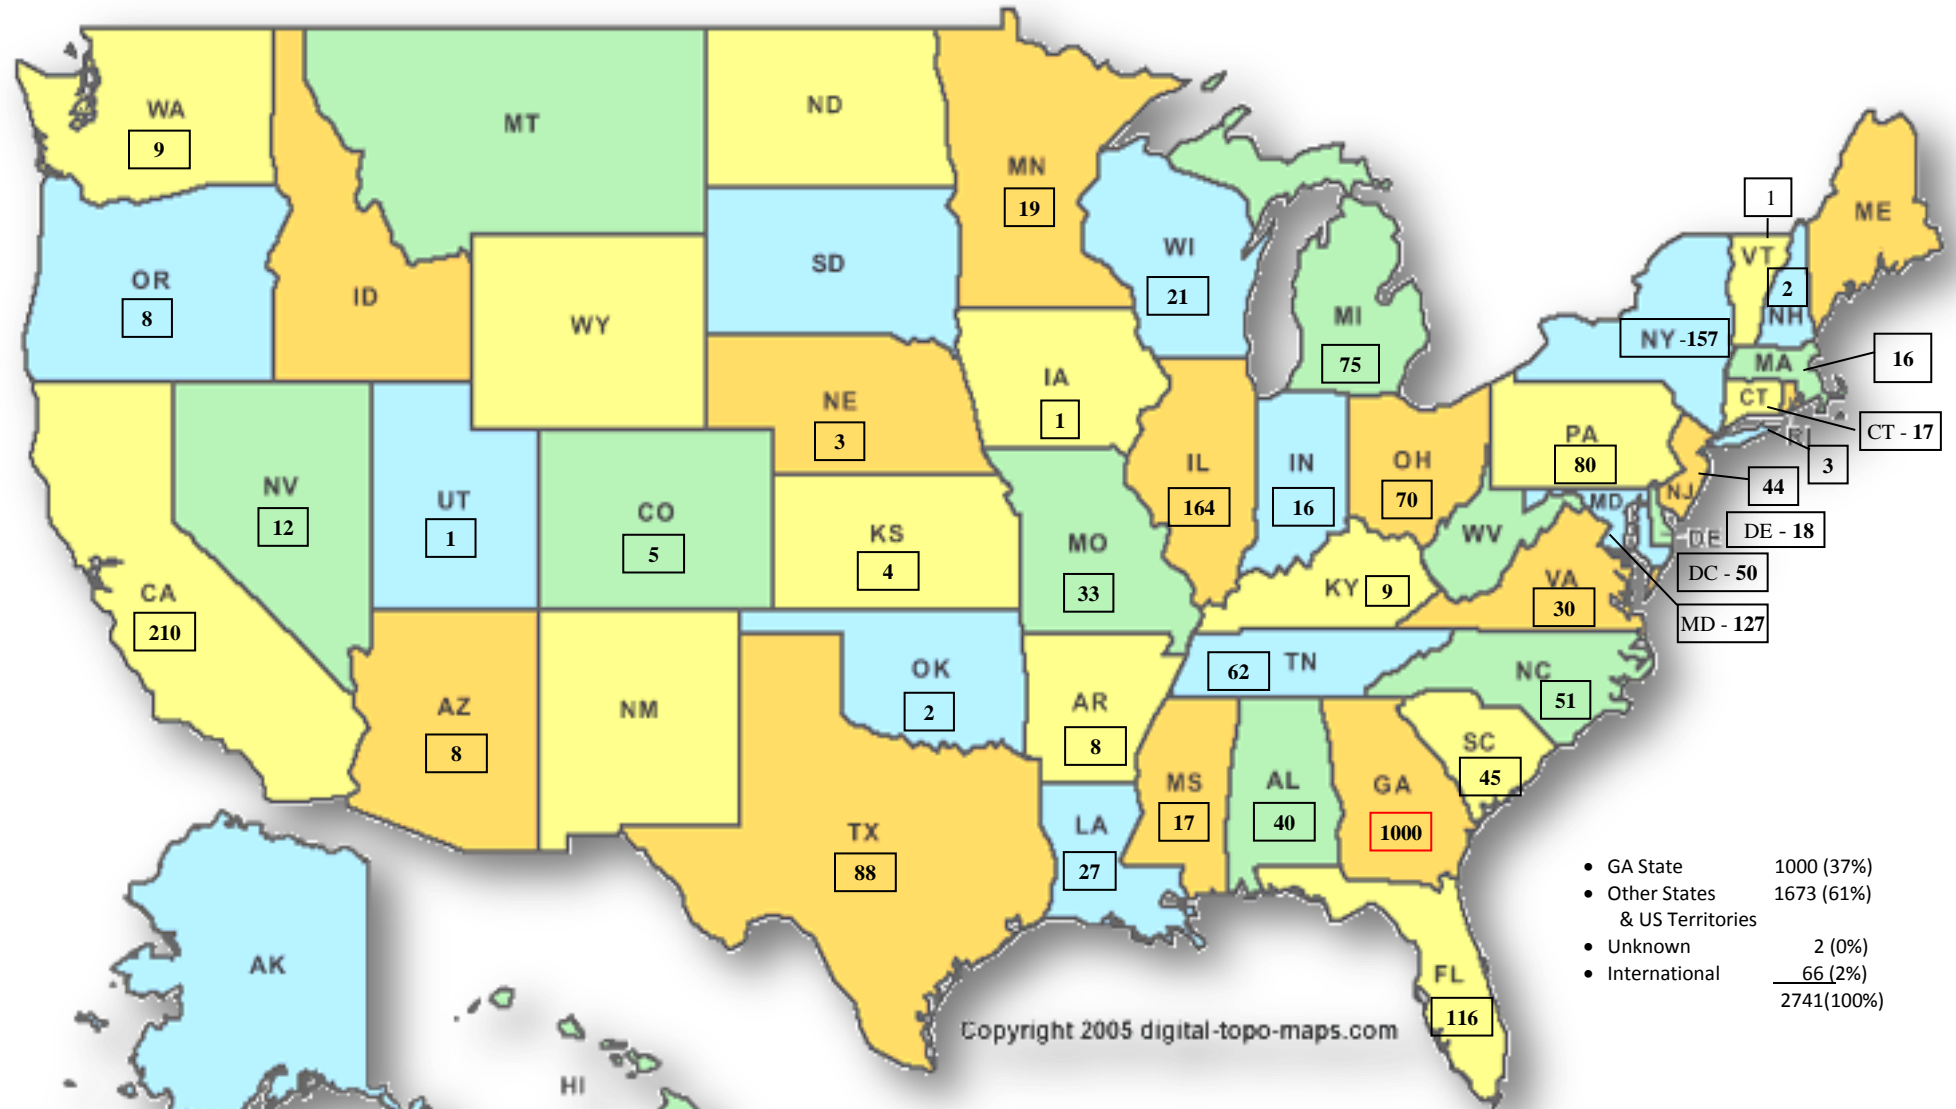 WA
9
MT
ND
MN
19
OR
8
ID
WY
SD
WI
21
MI
75
1
VT
2
NH
ME
NY -157
MA
16
CT
CT - 17
RI
3
NV
12
UT
1
CO
5
NE
3
IA
1
KS
4
MO
33
IL
164
IN
16
OH
70
PA
80
NJ
44
MD
DE
DE - 18
DC - 50
MD - 127
WV
VA
30
KY
9
CA
210
AZ
8
NM
OK
2
AR
8
TN
62
NC
51
SC
45
MS
17
AL
40
GA
1000
TX
88
LA
27
FL
116
AK
HI
• GA State 1000 (37%)
• Other States 1673 (61%)
& US Territories
• Unknown 2 (0%)
• International 66 (2%)
2741(100%)
Copyright 2005 digital-topo-maps.com